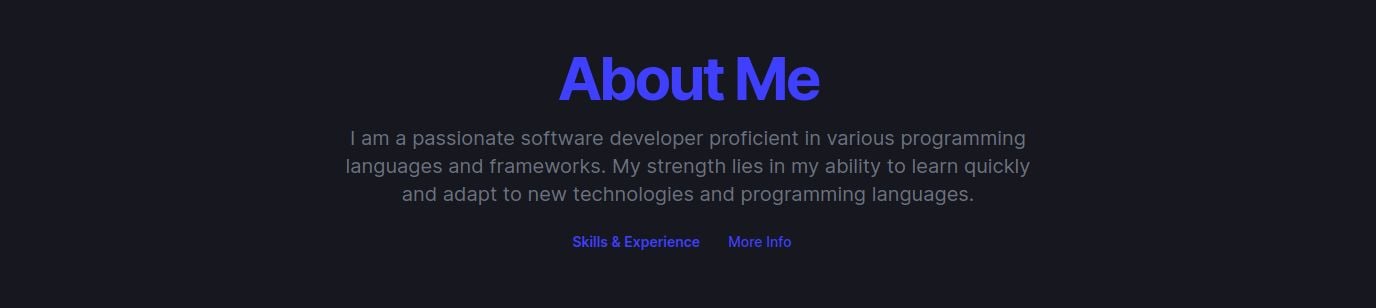 About Me
I am a passionate software developer proficient in various programming
languages and frameworks. My strength lies in my ability to learn quickly
and adapt to new technologies and programming languages.
Skills & Experience More Info